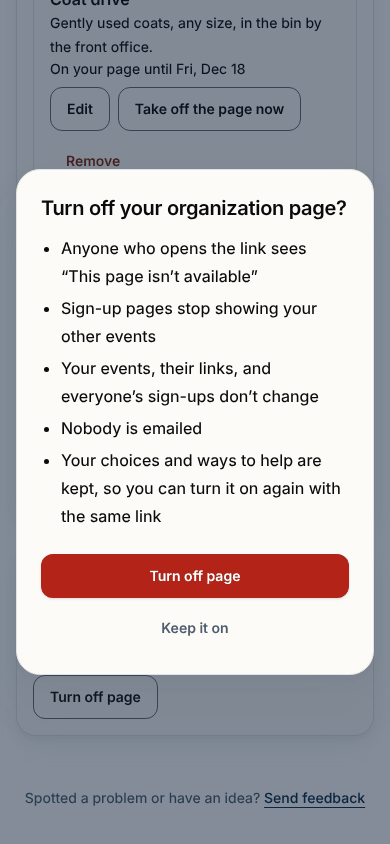 Coat drive
Gently used coats, any size, in the bin by
the front office.
On your page until Fri, Dec 18
Edit
Take off the page now
Remove
Turn off your organization page?
• Anyone who opens the link sees
“This page isn’t available”
• Sign-up pages stop showing your
other events
• Your events, their links, and
everyone’s sign-ups don’t change
• Nobody is emailed
• Your choices and ways to help are
kept, so you can turn it on again with
the same link
Turn off page
Keep it on
Turn off page
Spotted a problem or have an idea? Send feedback